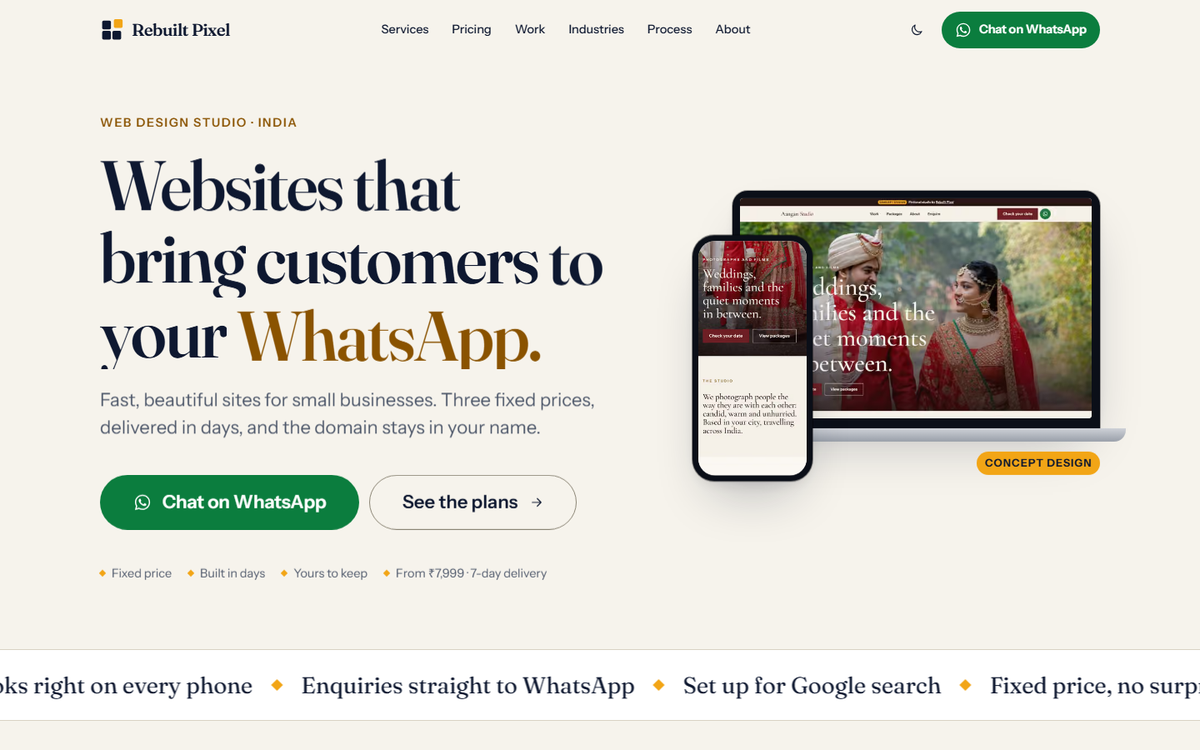 Rebuilt Pixel
Services Pricing Work Industries Process About
Chat on WhatsApp
WEB DESIGN STUDIO · INDIA
Websites that
bring customers to
your WhatsApp.
Fast, beautiful sites for small businesses. Three fixed prices,
delivered in days, and the domain stays in your name.
Chat on WhatsApp
See the plans →
Fixed price
Built in days
Yours to keep
From ₹7,999 · 7-day delivery
Aangan Studio
Work Packages About Enquire
Check your date
ddings,
ilies and the
et moments
between.
View packages
PHOTOGRAPHS AND FILMS
Weddings,
families and the
quiet moments
in between.
Check your date
View packages
THE STUDIO
We photograph people the
way they are with each other:
candid, warm and unhurried.
Based in your city, travelling
across India.
CONCEPT DESIGN
oks right on every phone
Enquiries straight to WhatsApp
Set up for Google search
Fixed price, no surp